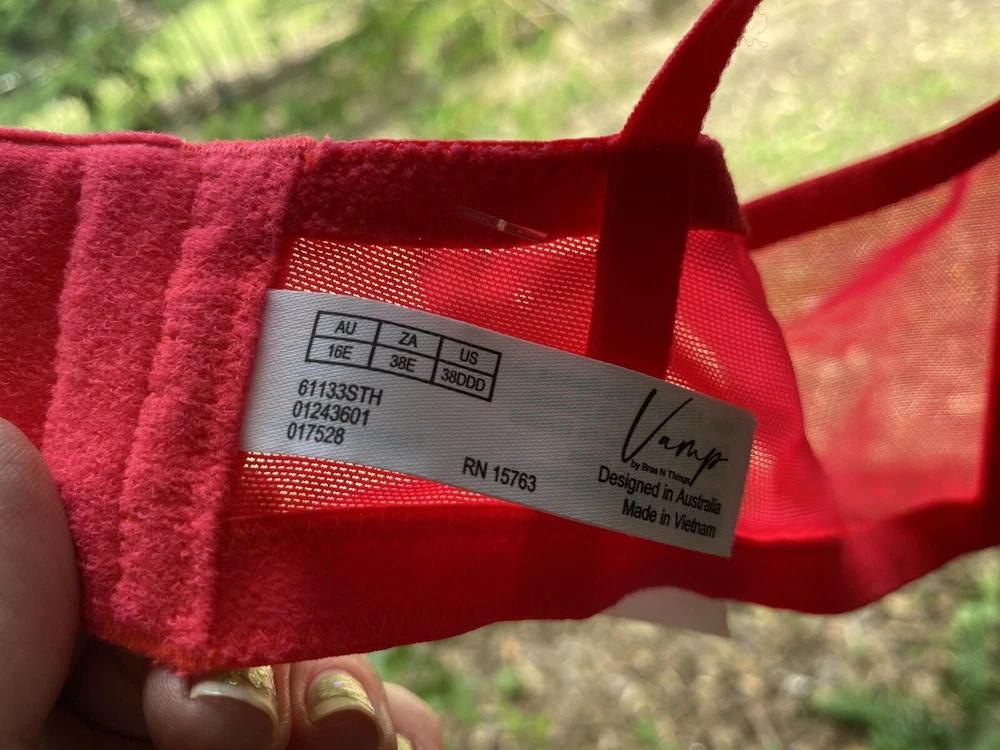 AU ZA US
16E 38E 38DDD
61133STH
01243601
017528
RN 15763
Vamp
by Bras N Things
Designed in Australia
Made in Vietnam